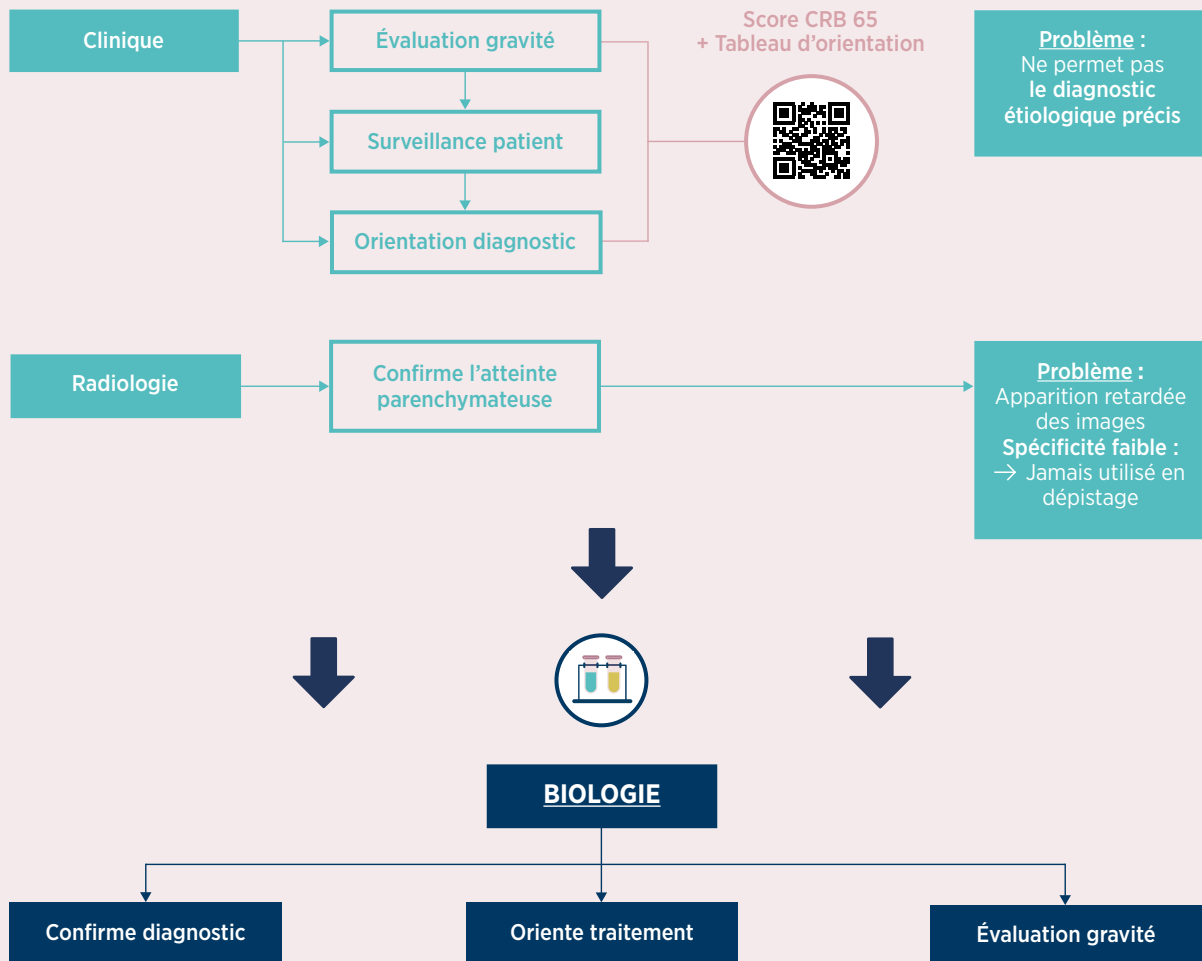 Clinique
Évaluation gravité
Surveillance patient
Orientation diagnostic
Score CRB 65
+ Tableau d'orientation
Problème :
Ne permet pas
le diagnostic
étiologique précis
Radiologie
Confirme l'atteinte
parenchymateuse
Problème :
Apparition retardée
des images
Spécificité faible :
→ Jamais utilisé en
dépistage
BIOLOGIE
Confirme diagnostic
Oriente traitement
Évaluation gravité